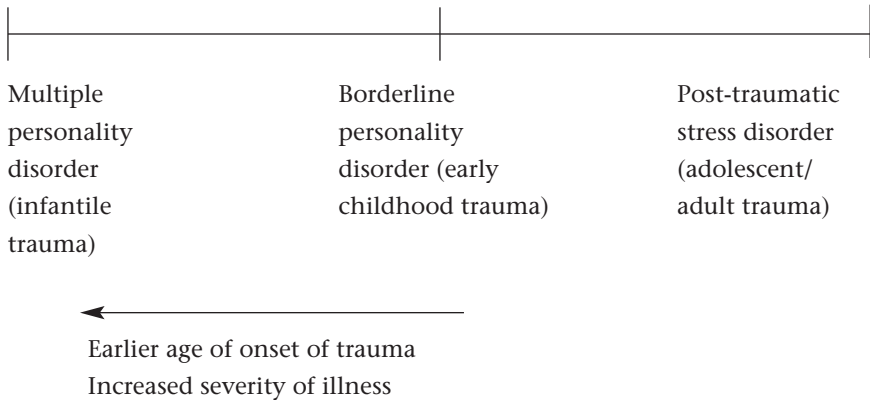 Multiple
personality
disorder
(infantile
trauma)
Borderline
personality
disorder (early
childhood trauma)
Post-traumatic
stress disorder
(adolescent/
adult trauma)
Earlier age of onset of trauma
Increased severity of illness